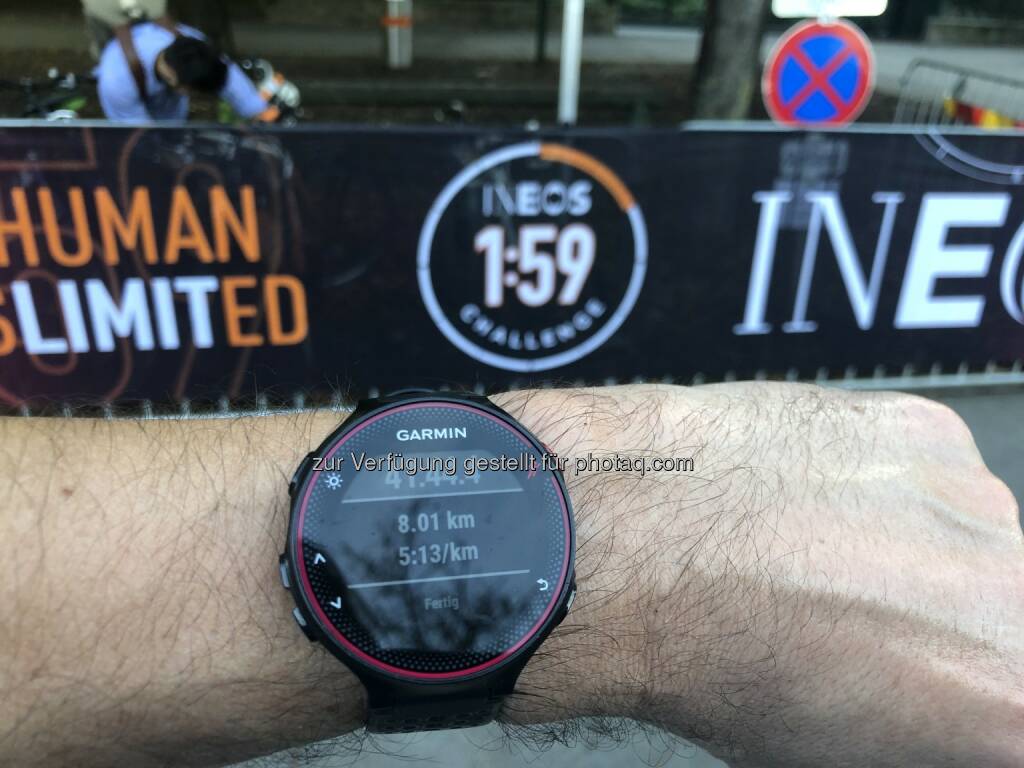 HUMAN
LIMITED
INEOS
1:59
CHALLENGE
INEO
GARMIN
zur Verfügung gestellt für photaq.com
8.01 km
5:13/km
Fertig